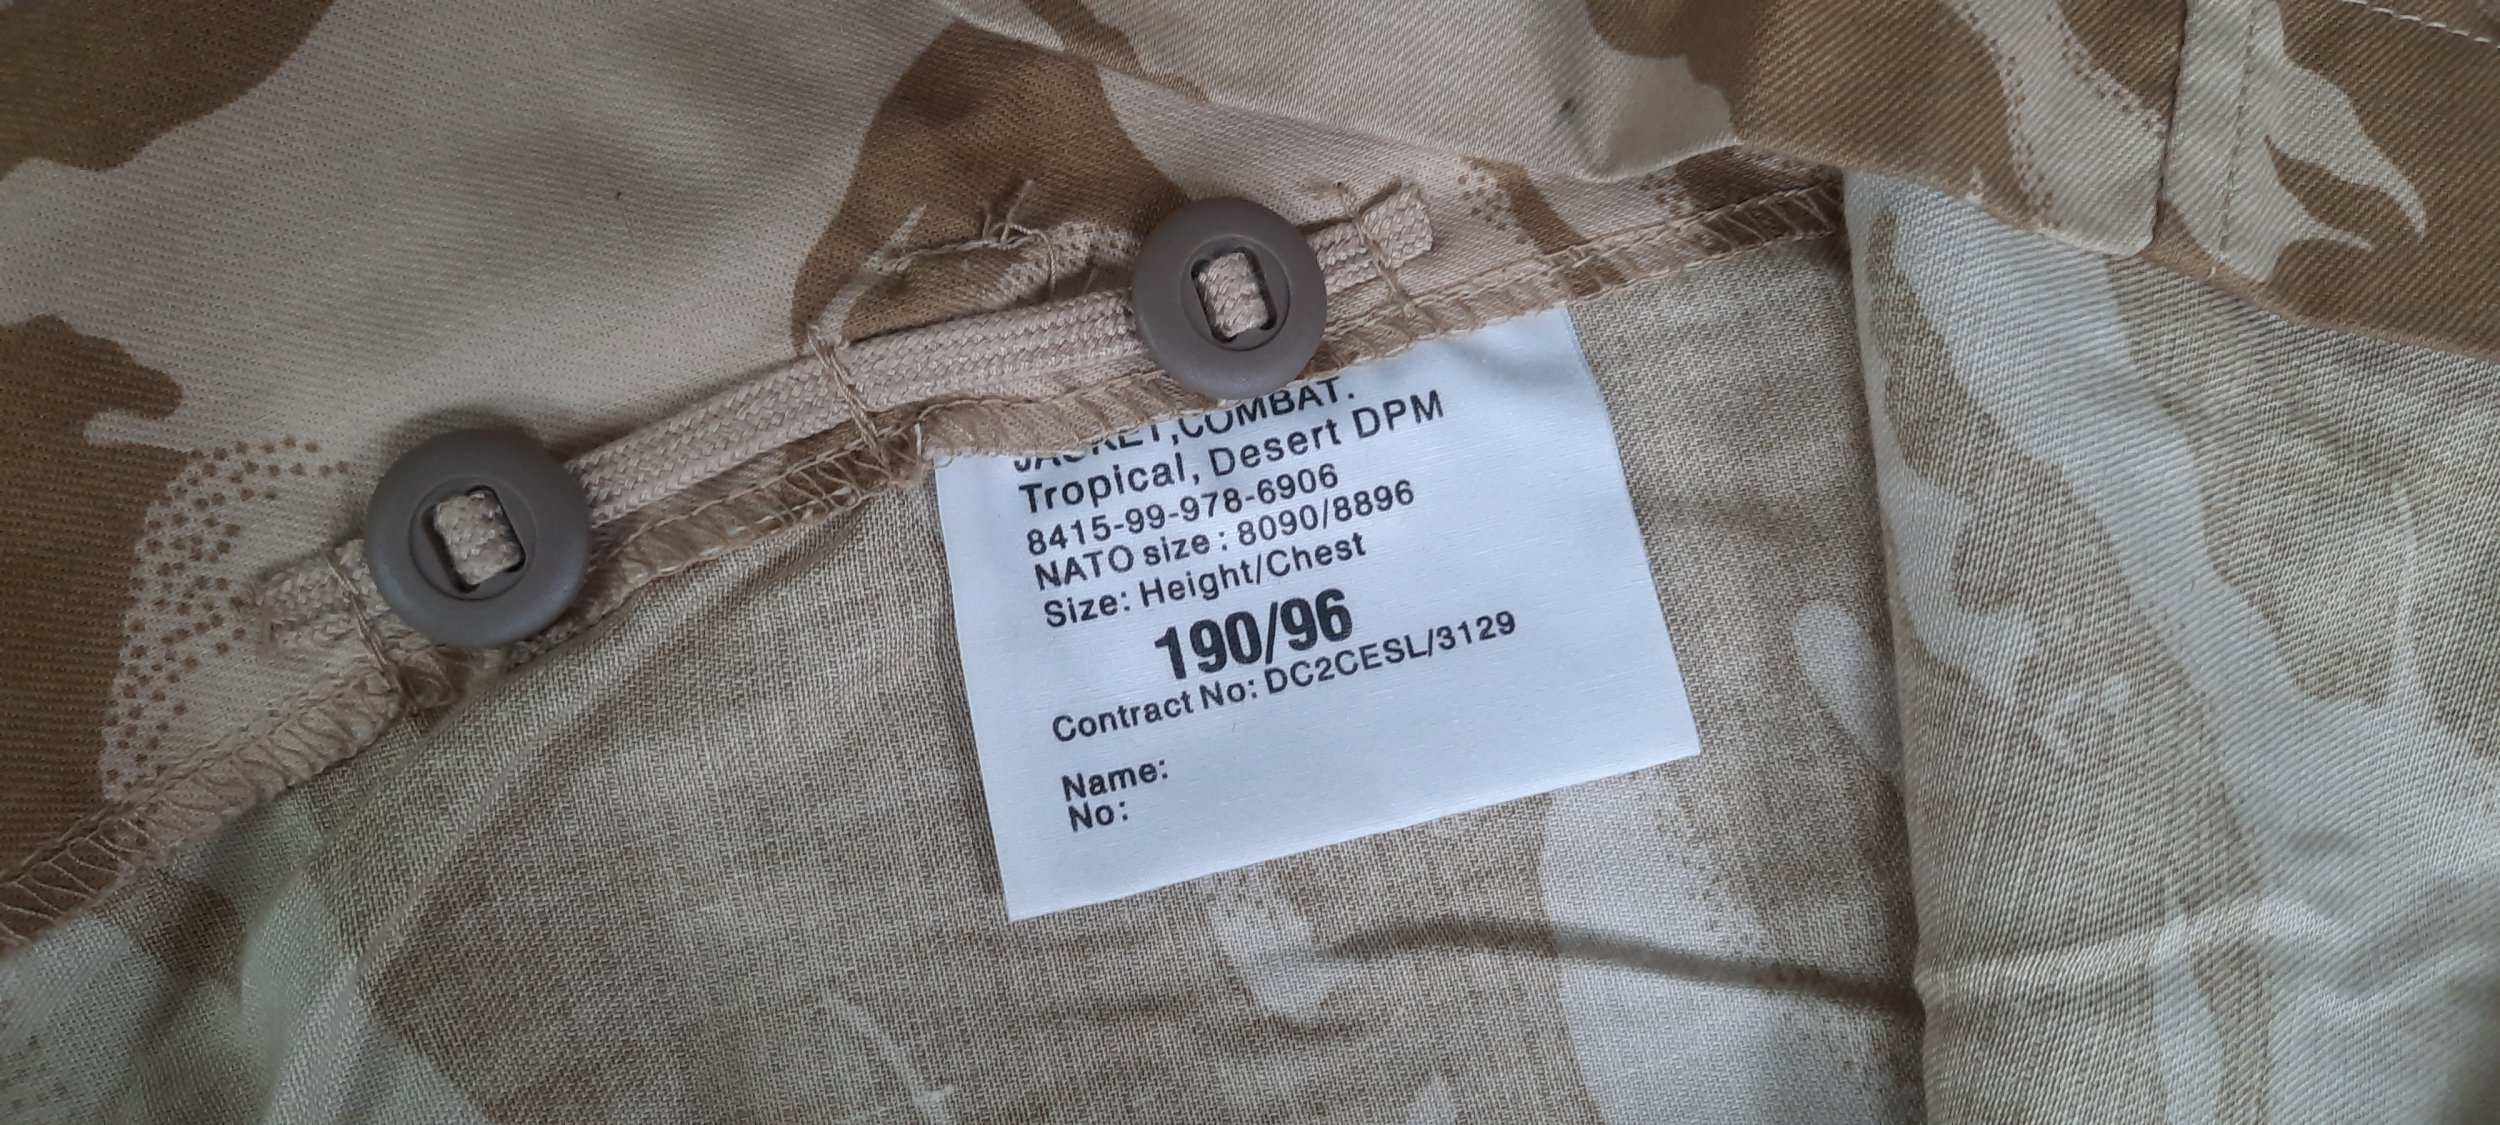 JACKET,COMBAT.
Tropical, Desert DPM
8415-99-978-6906
NATO size : 8090/8896
Size: Height/Chest
190/96
Contract No: DC2CESL/3129
Name:
No: